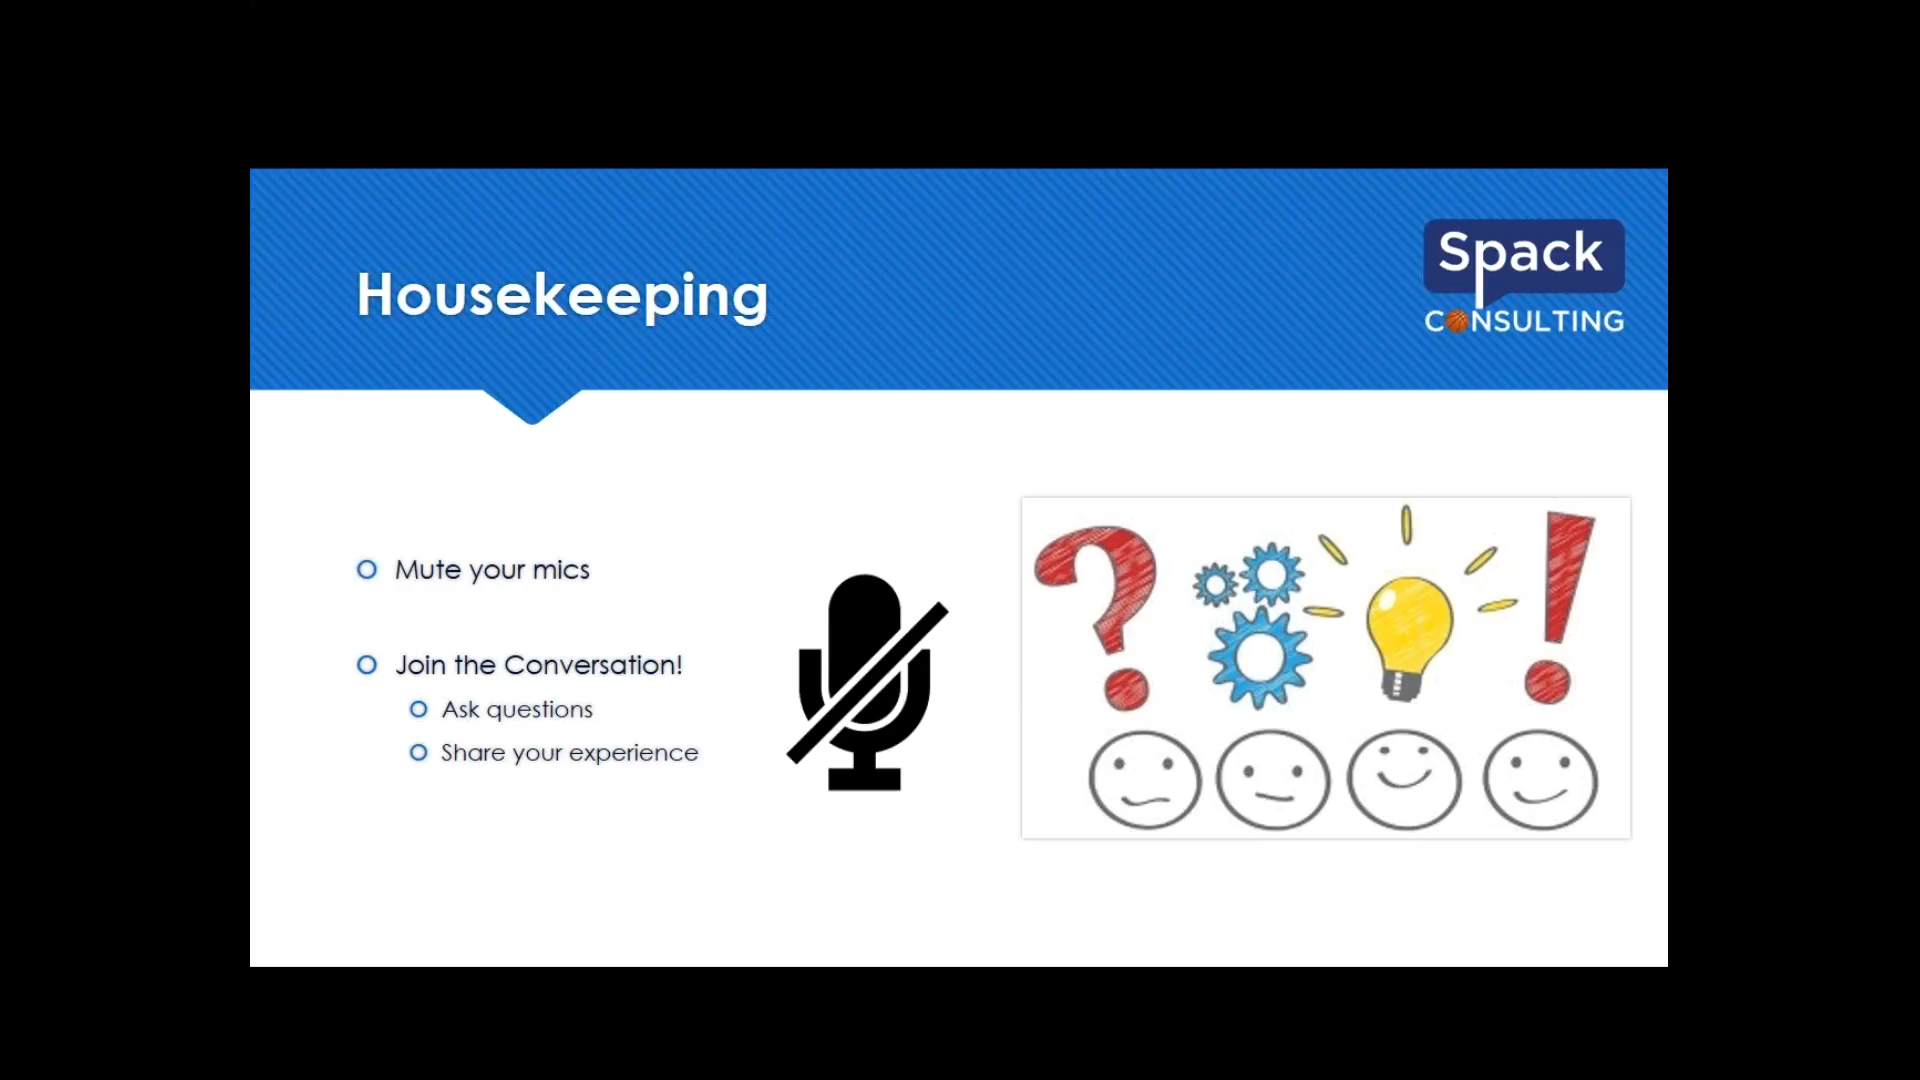 Housekeeping
Spack
CONSULTING
Mute your mics
Join the Conversation!
Ask questions
Share your experience